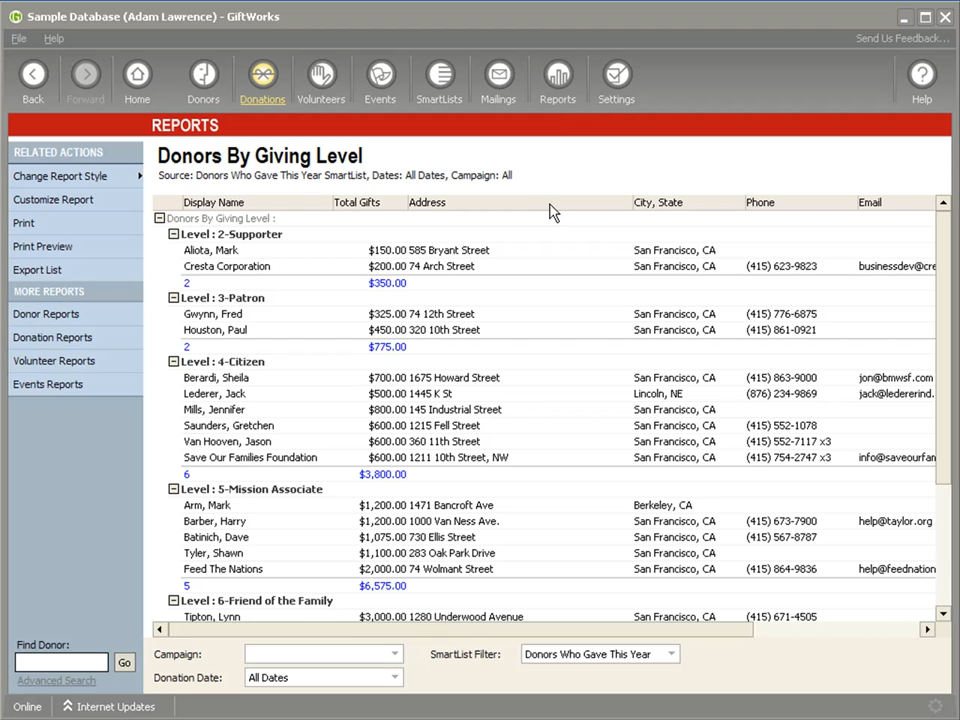 Sample Database (Adam Lawrence) - GiftWorks
File Help Send Us Feedback...
Back Forward Home Donors Donations Volunteers Events SmartLists Mailings Reports Settings Help
REPORTS
RELATED ACTIONS
Change Report Style
Customize Report
Print
Print Preview
Export List
MORE REPORTS
Donor Reports
Donation Reports
Volunteer Reports
Events Reports
Find Donor:
Go
Advanced Search
Donors By Giving Level
Source: Donors Who Gave This Year SmartList, Dates: All Dates, Campaign: All
Display Name Total Gifts Address City, State Phone Email
Donors By Giving Level :
Level : 2-Supporter
Aliota, Mark $150.00 585 Bryant Street San Francisco, CA
Cresta Corporation $200.00 74 Arch Street San Francisco, CA (415) 623-9823 businessdev@cre
2 $350.00
Level : 3-Patron
Gwynn, Fred $325.00 74 12th Street San Francisco, CA (415) 776-6875
Houston, Paul $450.00 320 10th Street San Francisco, CA (415) 861-0921
2 $775.00
Level : 4-Citizen
Berardi, Sheila $700.00 1675 Howard Street San Francisco, CA (415) 863-9000 jon@bmwsf.com
Lederer, Jack $500.00 1445 K St Lincoln, NE (876) 234-9869 jack@ledererind.
Mills, Jennifer $800.00 145 Industrial Street San Francisco, CA
Saunders, Gretchen $600.00 1215 Fell Street San Francisco, CA (415) 552-1078
Van Hooven, Jason $600.00 360 11th Street San Francisco, CA (415) 552-7117 x3
Save Our Families Foundation $600.00 1211 10th Street, NW San Francisco, CA (415) 754-2747 x3 info@saveourfan
6 $3,800.00
Level : 5-Mission Associate
Arm, Mark $1,200.00 1471 Bancroft Ave Berkeley, CA
Barber, Harry $1,200.00 1000 Van Ness Ave. San Francisco, CA (415) 673-7900 help@taylor.org
Batinich, Dave $1,075.00 730 Ellis Street San Francisco, CA (415) 567-8787
Tyler, Shawn $1,100.00 283 Oak Park Drive San Francisco, CA
Feed The Nations $2,000.00 74 Wolmant Street San Francisco, CA (415) 864-9836 help@feednation
5 $6,575.00
Level : 6-Friend of the Family
Tipton, Lynn $3,000.00 1280 Underwood Avenue San Francisco, CA (415) 671-4505
Campaign: SmartList Filter: Donors Who Gave This Year
Donation Date: All Dates
Online Internet Updates